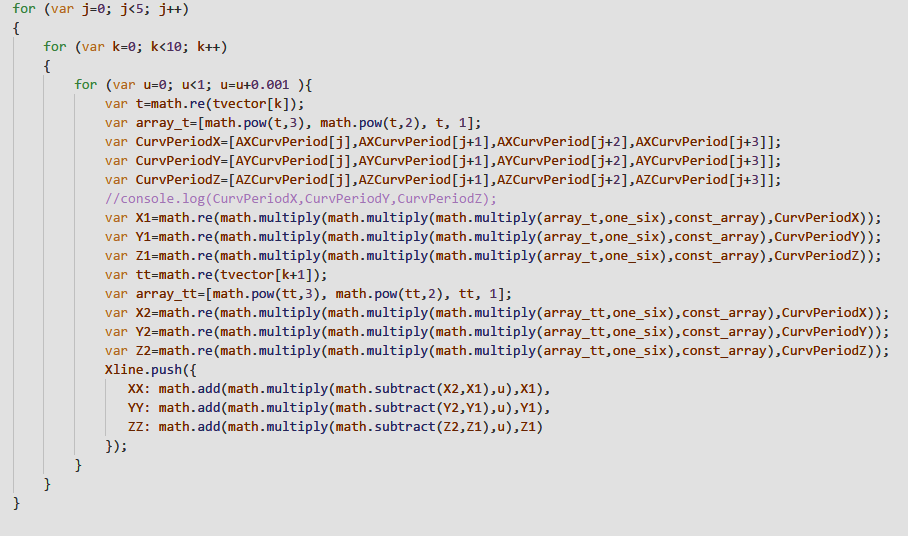 for (var j=0; j<5; j++)
{
for (var k=0; k<10; k++)
{
for (var u=0; u<1; u=u+0.001 ){
var t=math.re(tvector[k]);
var array_t=[math.pow(t,3), math.pow(t,2), t, 1];
var CurvPeriodX=[AXCurvPeriod[j],AXCurvPeriod[j+1],AXCurvPeriod[j+2],AXCurvPeriod[j+3]];
var CurvPeriodY=[AYCurvPeriod[j],AYCurvPeriod[j+1],AYCurvPeriod[j+2],AYCurvPeriod[j+3]];
var CurvPeriodZ=[AZCurvPeriod[j],AZCurvPeriod[j+1],AZCurvPeriod[j+2],AZCurvPeriod[j+3]];
//console.log(CurvPeriodX,CurvPeriodY,CurvPeriodZ);
var X1=math.re(math.multiply(math.multiply(math.multiply(array_t,one_six),const_array),CurvPeriodX));
var Y1=math.re(math.multiply(math.multiply(math.multiply(array_t,one_six),const_array),CurvPeriodY));
var Z1=math.re(math.multiply(math.multiply(math.multiply(array_t,one_six),const_array),CurvPeriodZ));
var tt=math.re(tvector[k+1]);
var array_tt=[math.pow(tt,3), math.pow(tt,2), tt, 1];
var X2=math.re(math.multiply(math.multiply(math.multiply(array_tt,one_six),const_array),CurvPeriodX));
var Y2=math.re(math.multiply(math.multiply(math.multiply(array_tt,one_six),const_array),CurvPeriodY));
var Z2=math.re(math.multiply(math.multiply(math.multiply(array_tt,one_six),const_array),CurvPeriodZ));
Xline.push({
XX: math.add(math.multiply(math.subtract(X2,X1),u),X1),
YY: math.add(math.multiply(math.subtract(Y2,Y1),u),Y1),
ZZ: math.add(math.multiply(math.subtract(Z2,Z1),u),Z1)
});
}
}
}